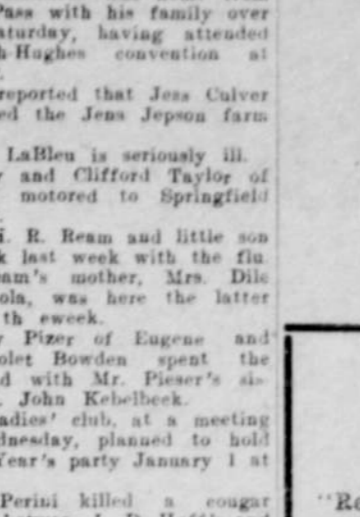 Pass with his family over
aturday, having attended
h-Hughes convention at
reported that Jess Culver
ed the Jens Jepson farm
LaBleu is seriously ill.
and Clifford Taylor of
motored to Springfield
. R. Ream and little son
k last week with the flu
eam's mother, Mrs. Dile
ola, was here the latter
th eweek.
Pizer of Eugene and
olet Bowden spent the
d with Mr. Pieser's sis-
. John Kebelbeek.
adies' club, at a meeting
dnesday, planned to hold
Year's party January 1 at
Perini killed a cougar
"Re